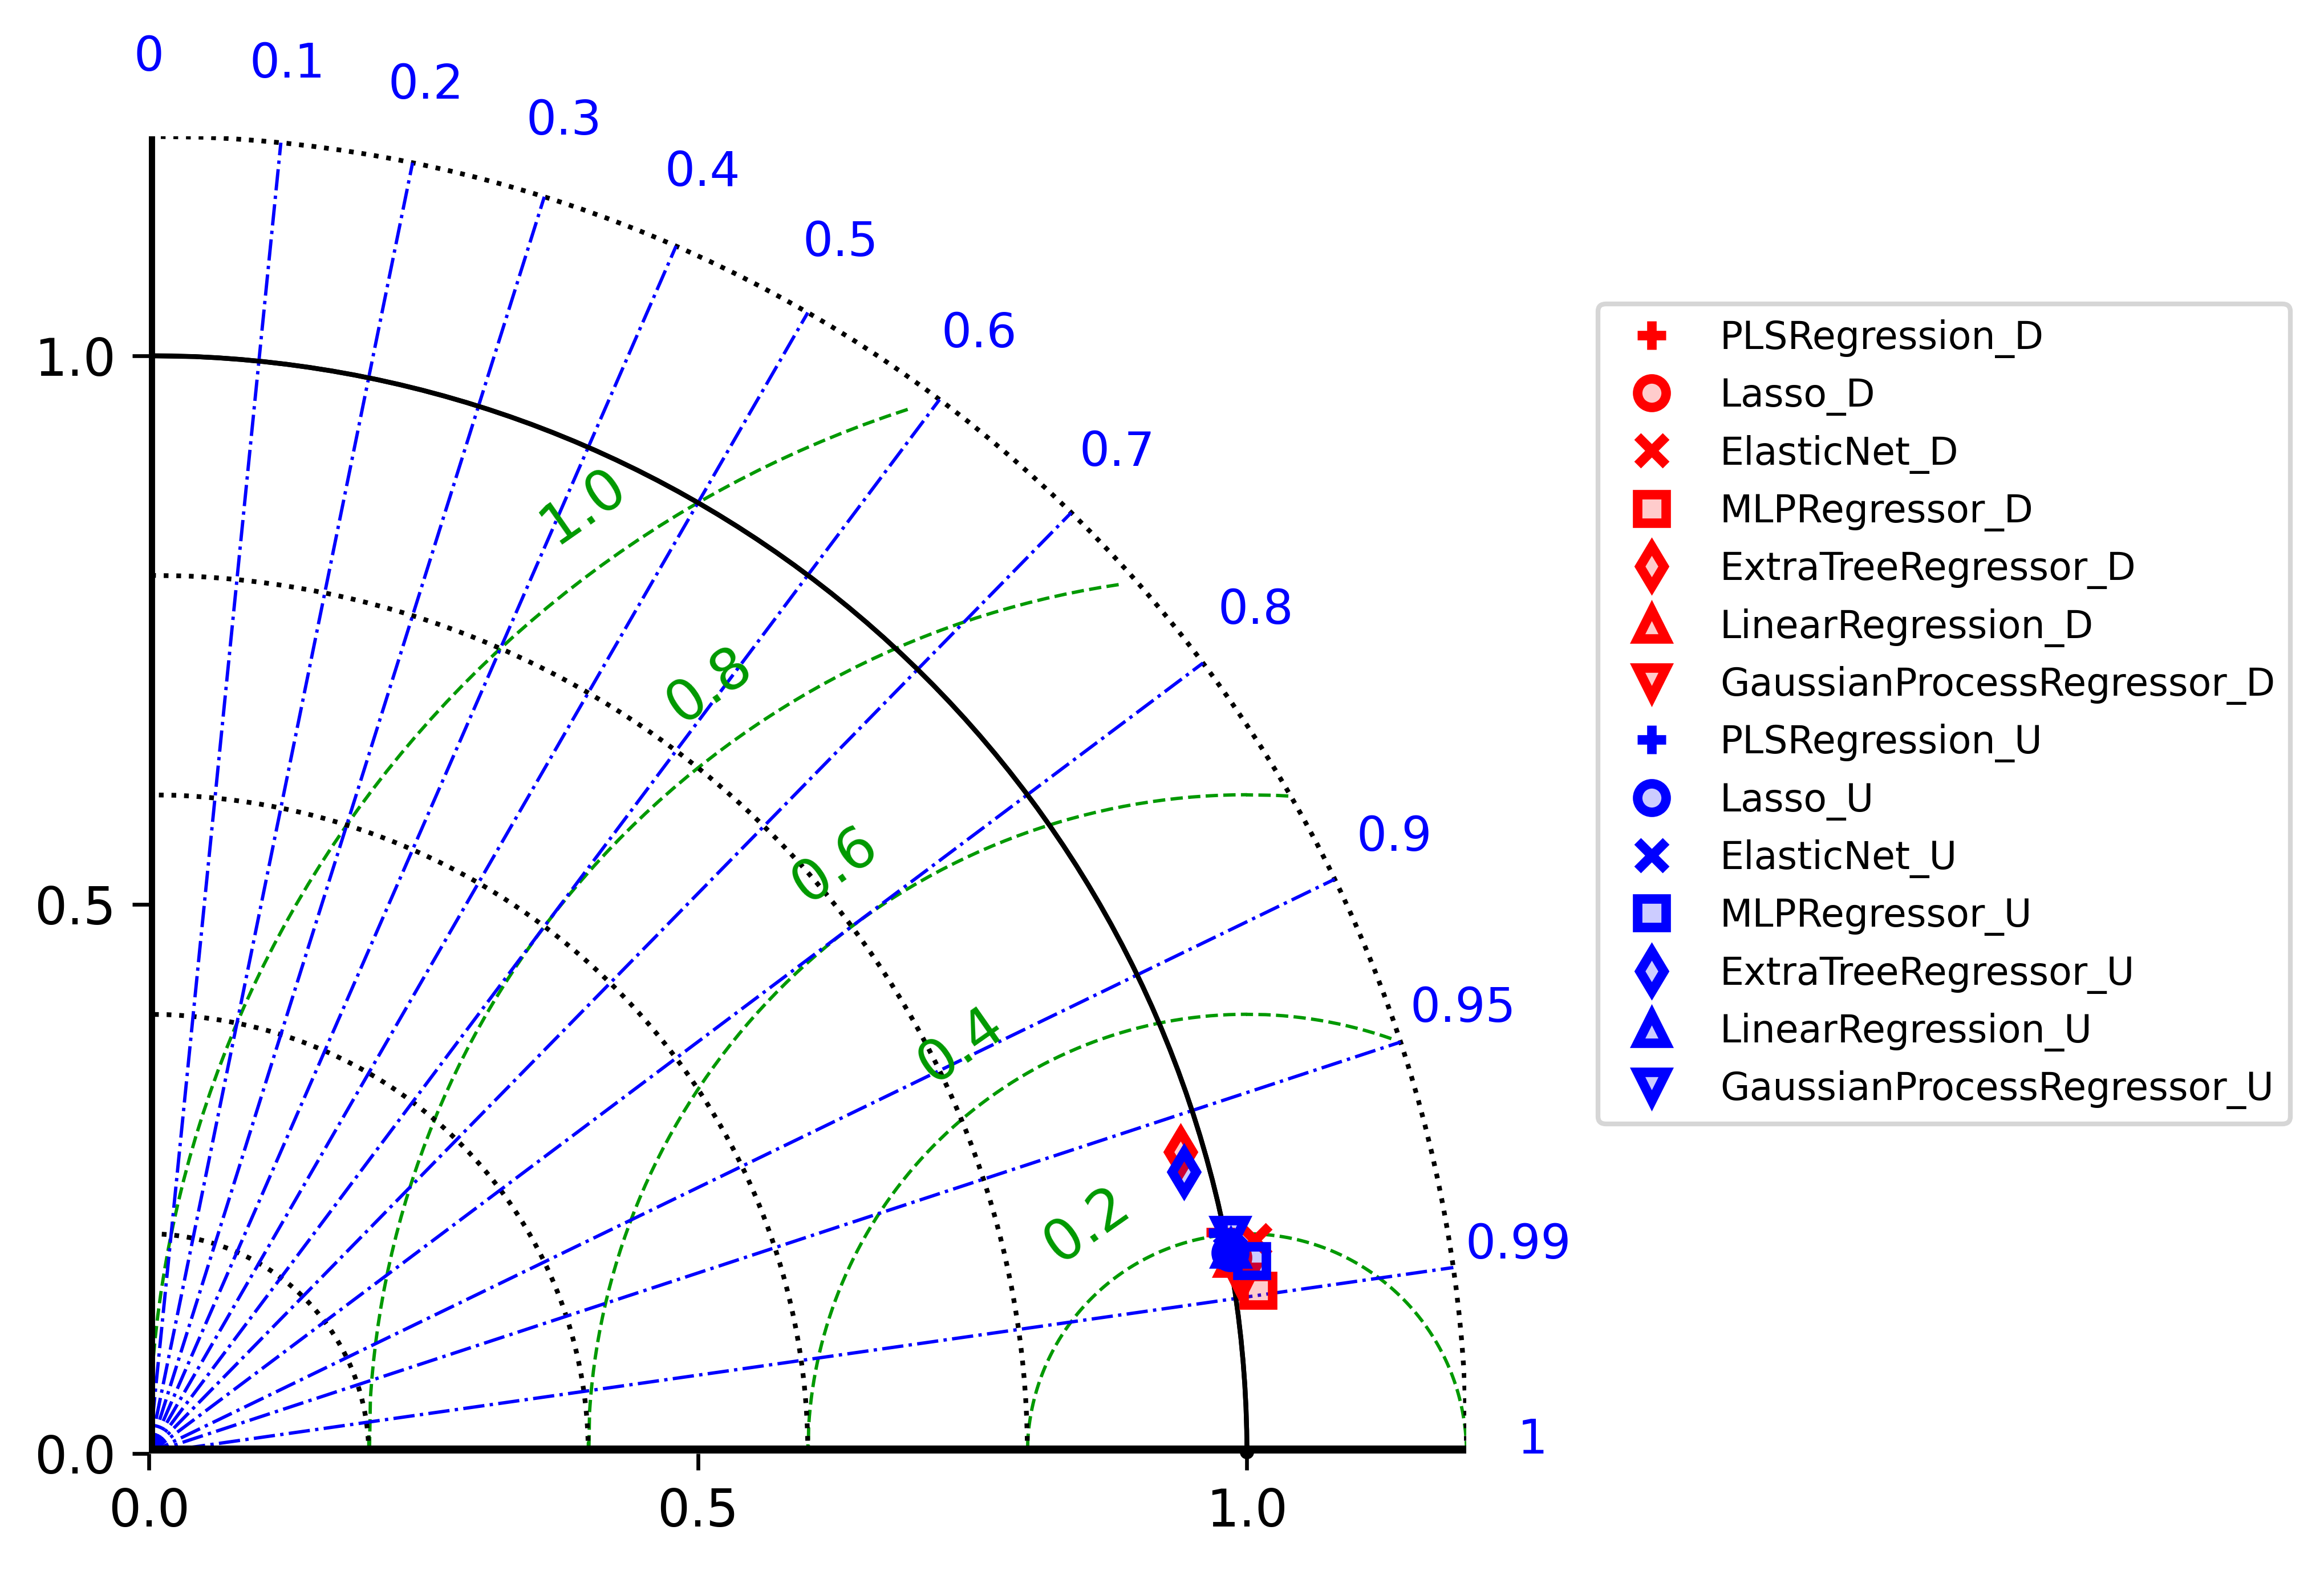 0
0.1
0.2
0.3
0.4
0.5
0.6
0.7
0.8
0.9
0.95
0.99
1
1.0
0.5
0.0
0.0
0.5
1.0
1.0
0.8
0.6
0.4
0.2
PLSRegression_D
Lasso_D
ElasticNet_D
MLPRegressor_D
ExtraTreeRegressor_D
LinearRegression_D
GaussianProcessRegressor_D
PLSRegression_U
Lasso_U
ElasticNet_U
MLPRegressor_U
ExtraTreeRegressor_U
LinearRegression_U
GaussianProcessRegressor_U